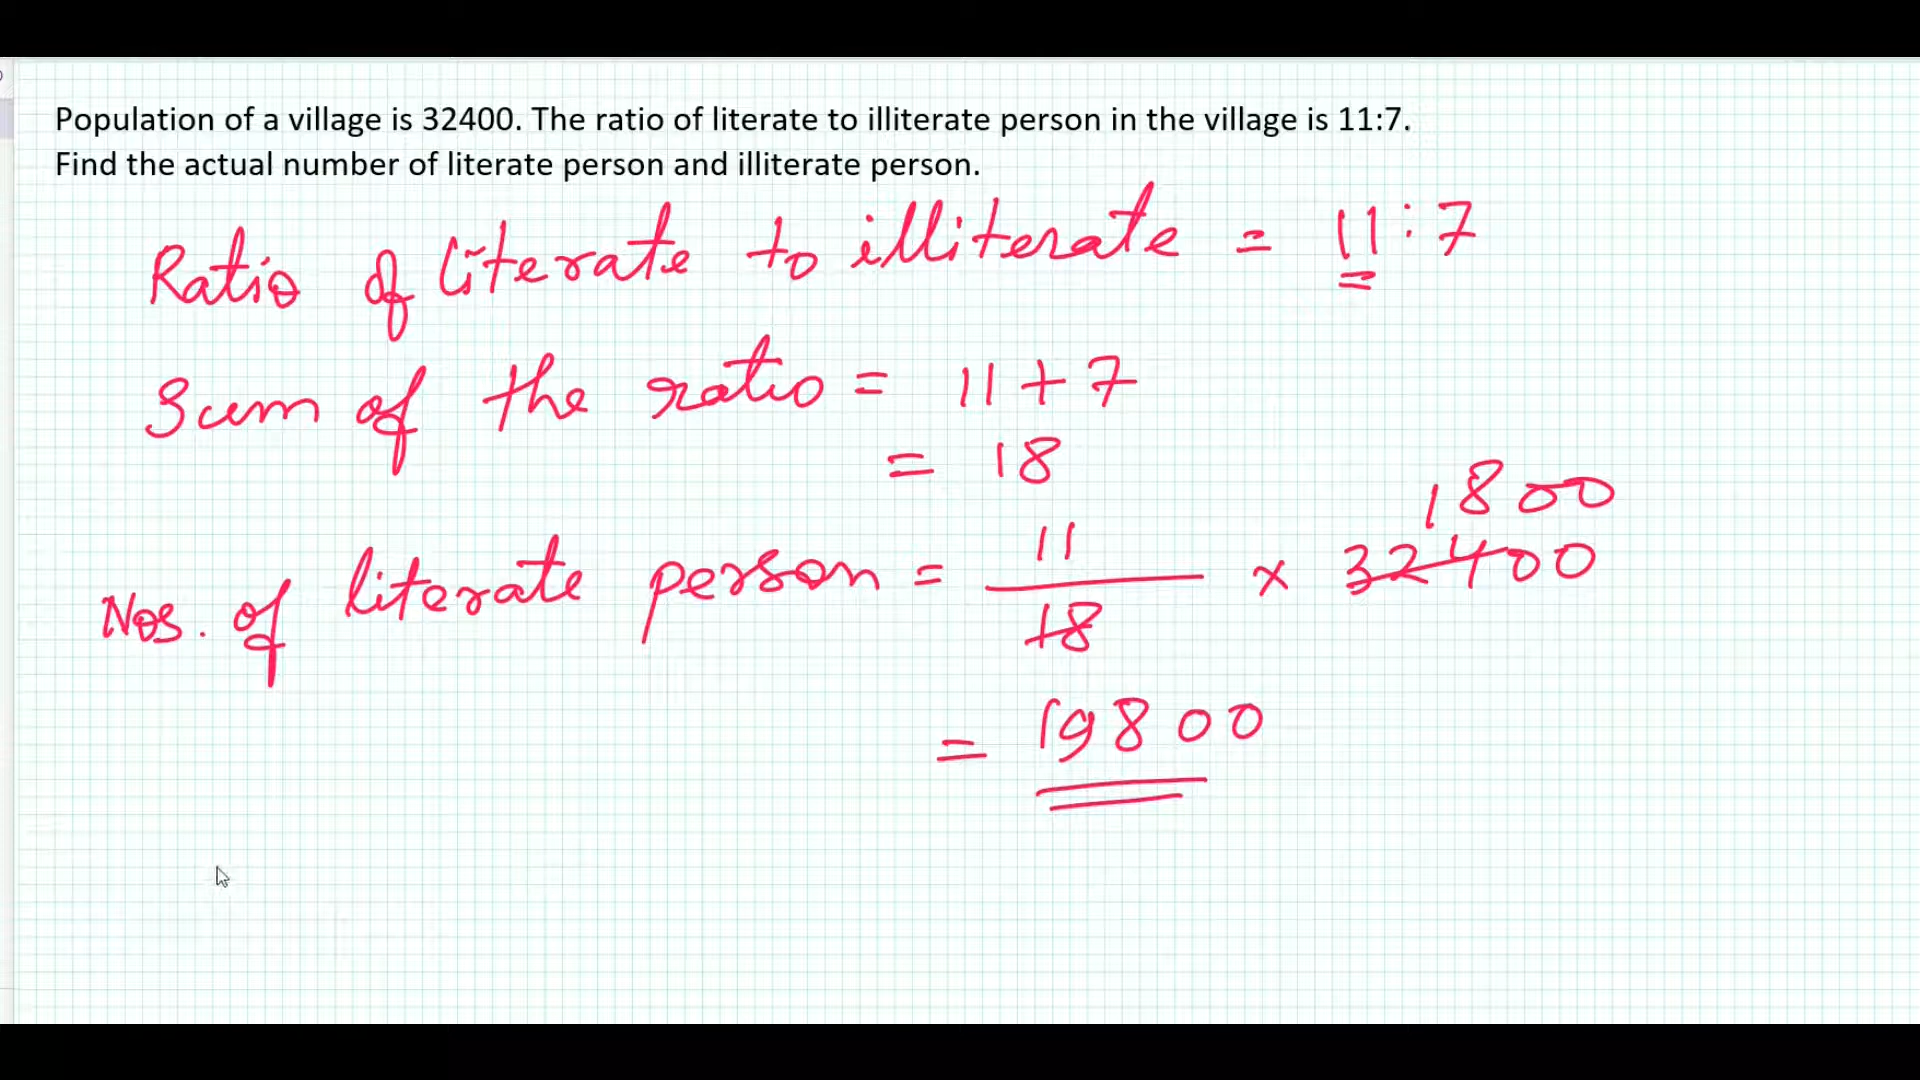 Population of a village is 32400. The ratio of literate to illiterate person in the village is 11:7.
Find the actual number of literate person and illiterate person.
Ratio of literate to illiterate = 11:7
Sum of the ratio = 11+7
= 18
1800
Nos. of literate person = 11/18 × 32400
= 19800